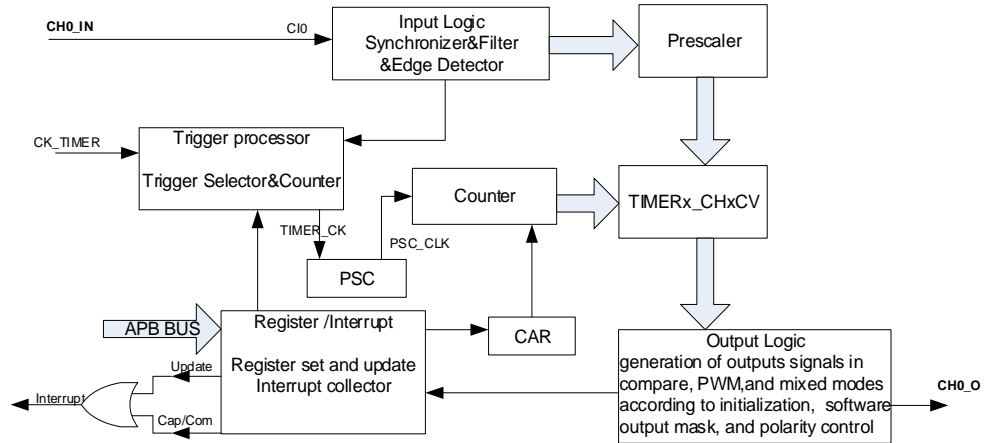 CH0_IN
CI0
Input Logic
Synchronizer&Filter
&Edge Detector
Prescaler
CK_TIMER
Trigger processor
Trigger Selector&Counter
Counter
TIMERx_CHxCV
TIMER_CK
PSC_CLK
PSC
APB BUS
Register /Interrupt
Register set and update
Interrupt collector
CAR
Output Logic
generation of outputs signals in
compare, PWM,and mixed modes
according to initialization, software
output mask, and polarity control
CH0_O
Update
Interrupt
Cap/Com